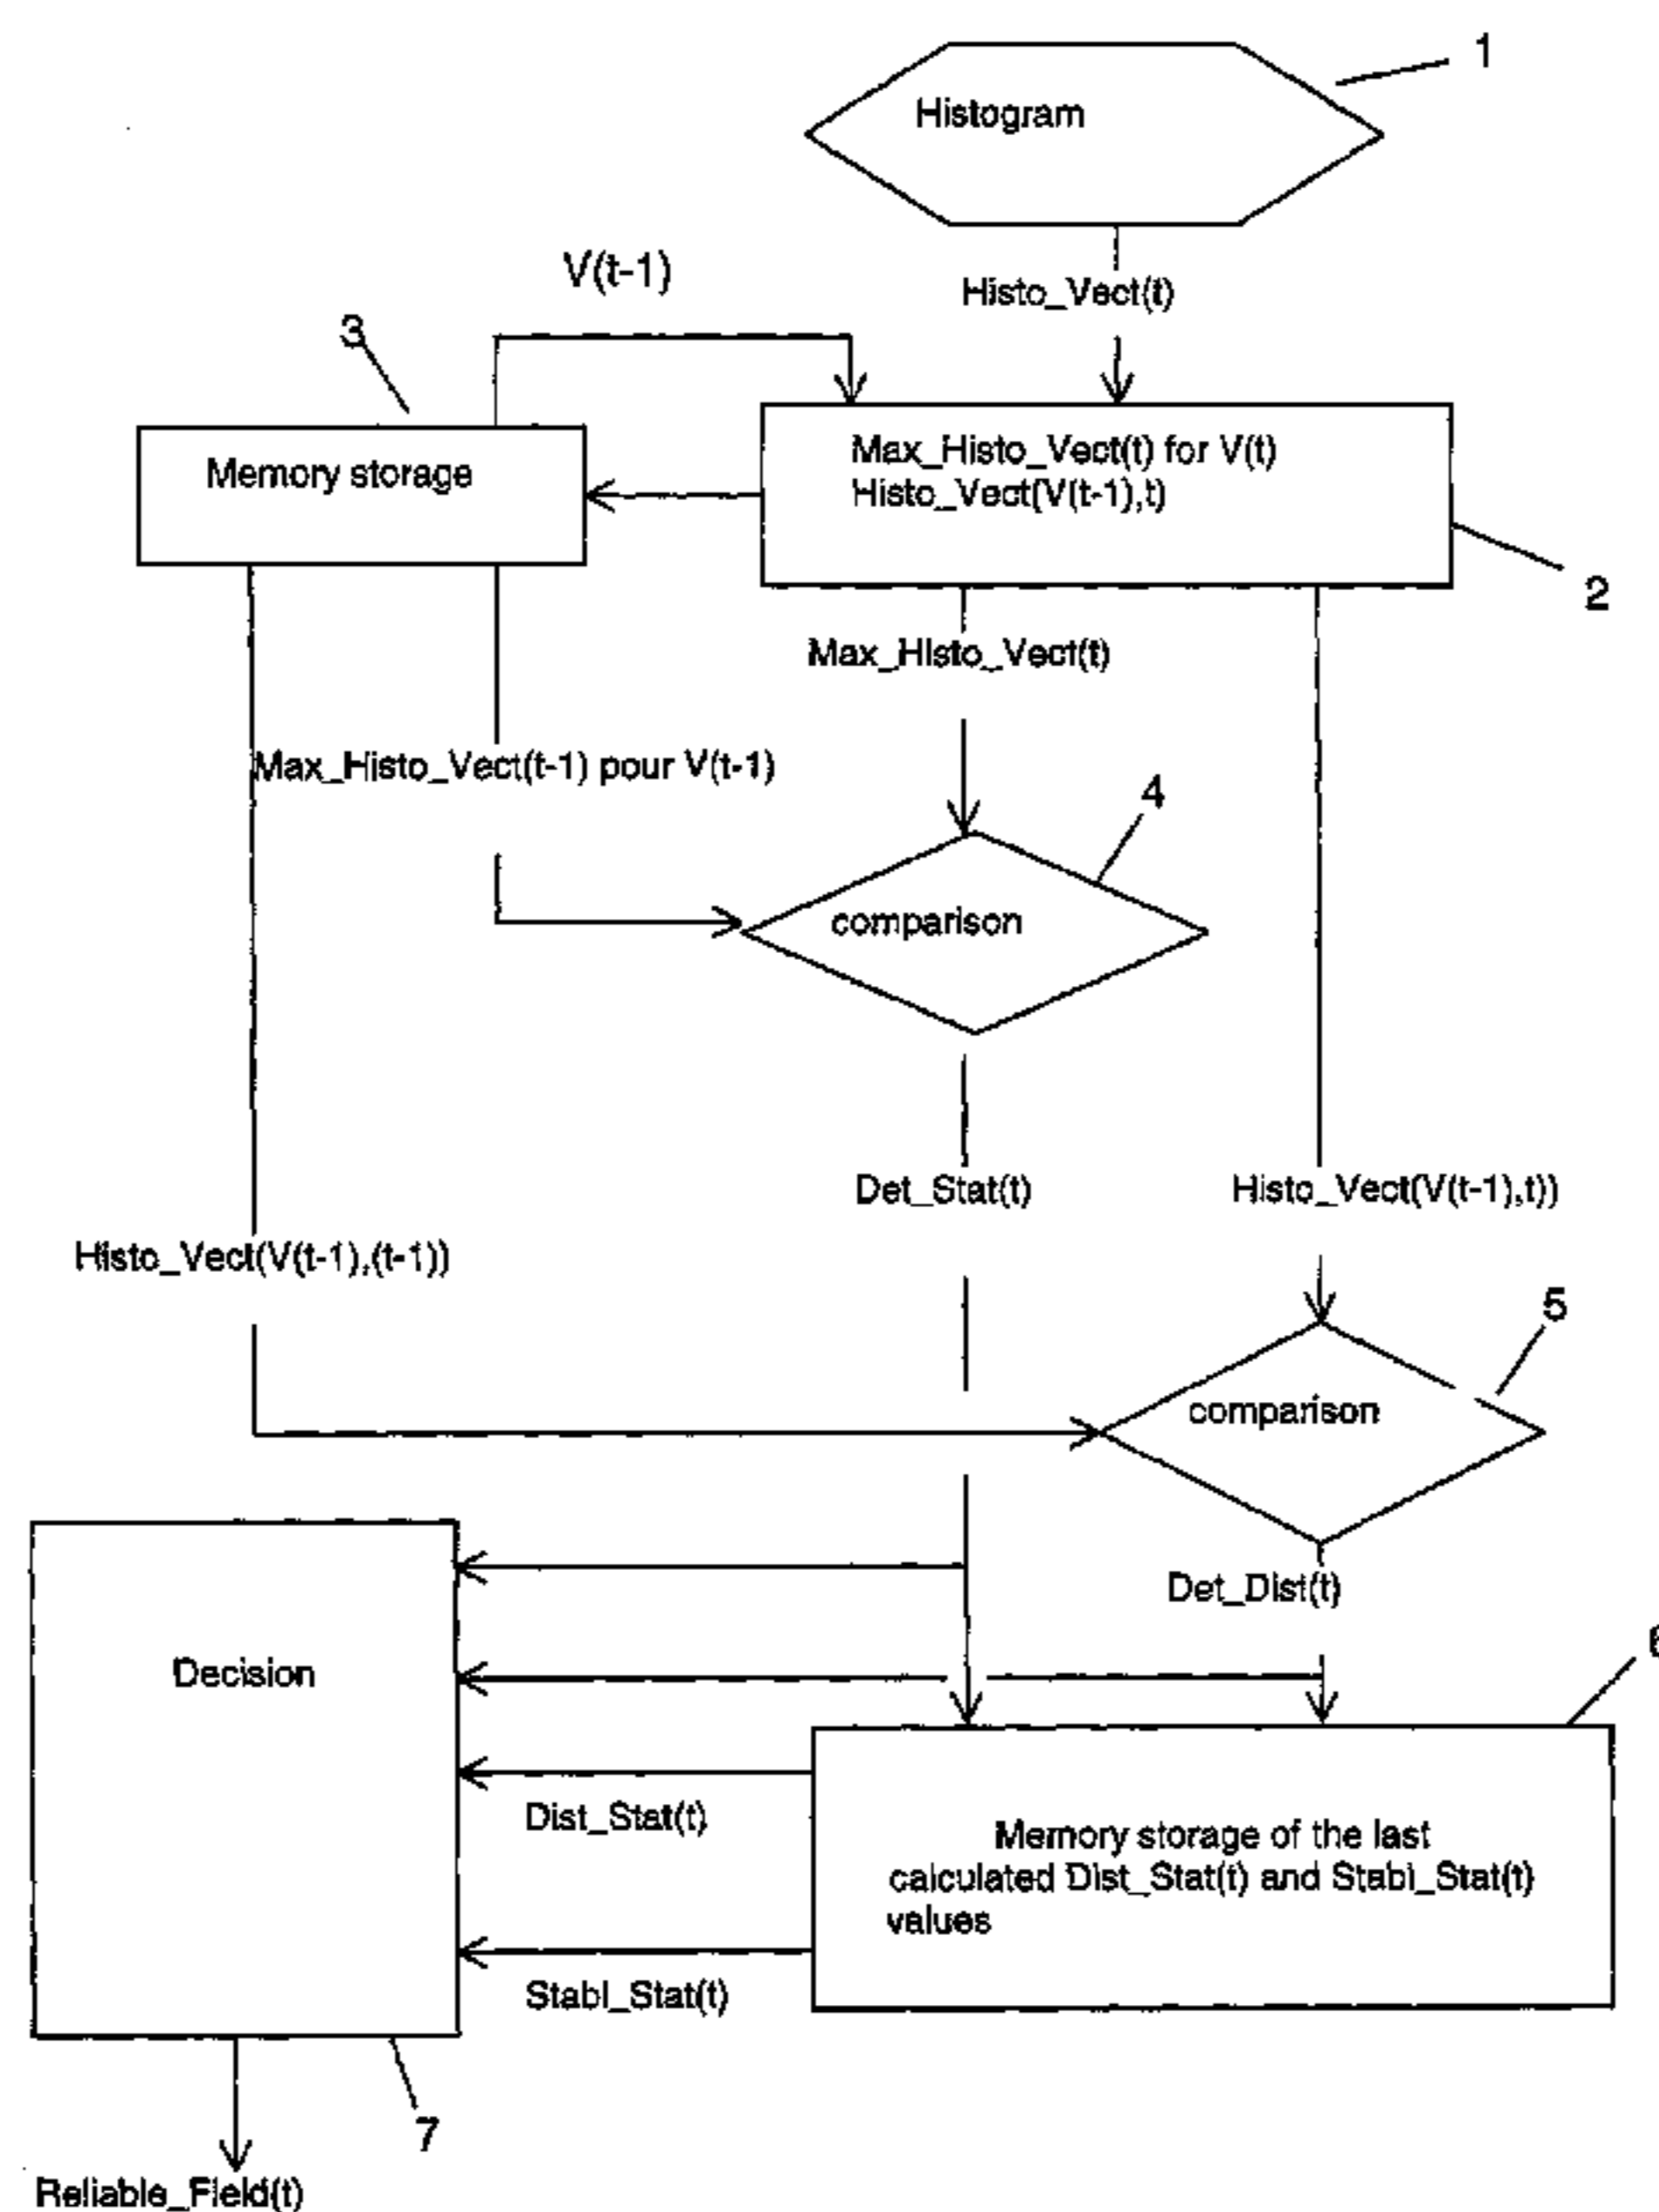 1
Histogram
V(t-1)
Histo_Vect(t)
3
Memory storage
Max_Histo_Vect(t) for V(t)
Histo_Vect(V(t-1),t)
2
Max_Histo_Vect(t)
Max_Histo_Vect(t-1) pour V(t-1)
4
comparison
Det_Stat(t)
Histo_Vect(V(t-1),t))
Histo_Vect(V(t-1),(t-1))
5
comparison
Det_Dist(t)
6
Decision
Dist_Stat(t)
Memory storage of the last
calculated Dist_Stat(t) and Stabl_Stat(t)
values
Stabl_Stat(t)
7
Reliable_Field(t)